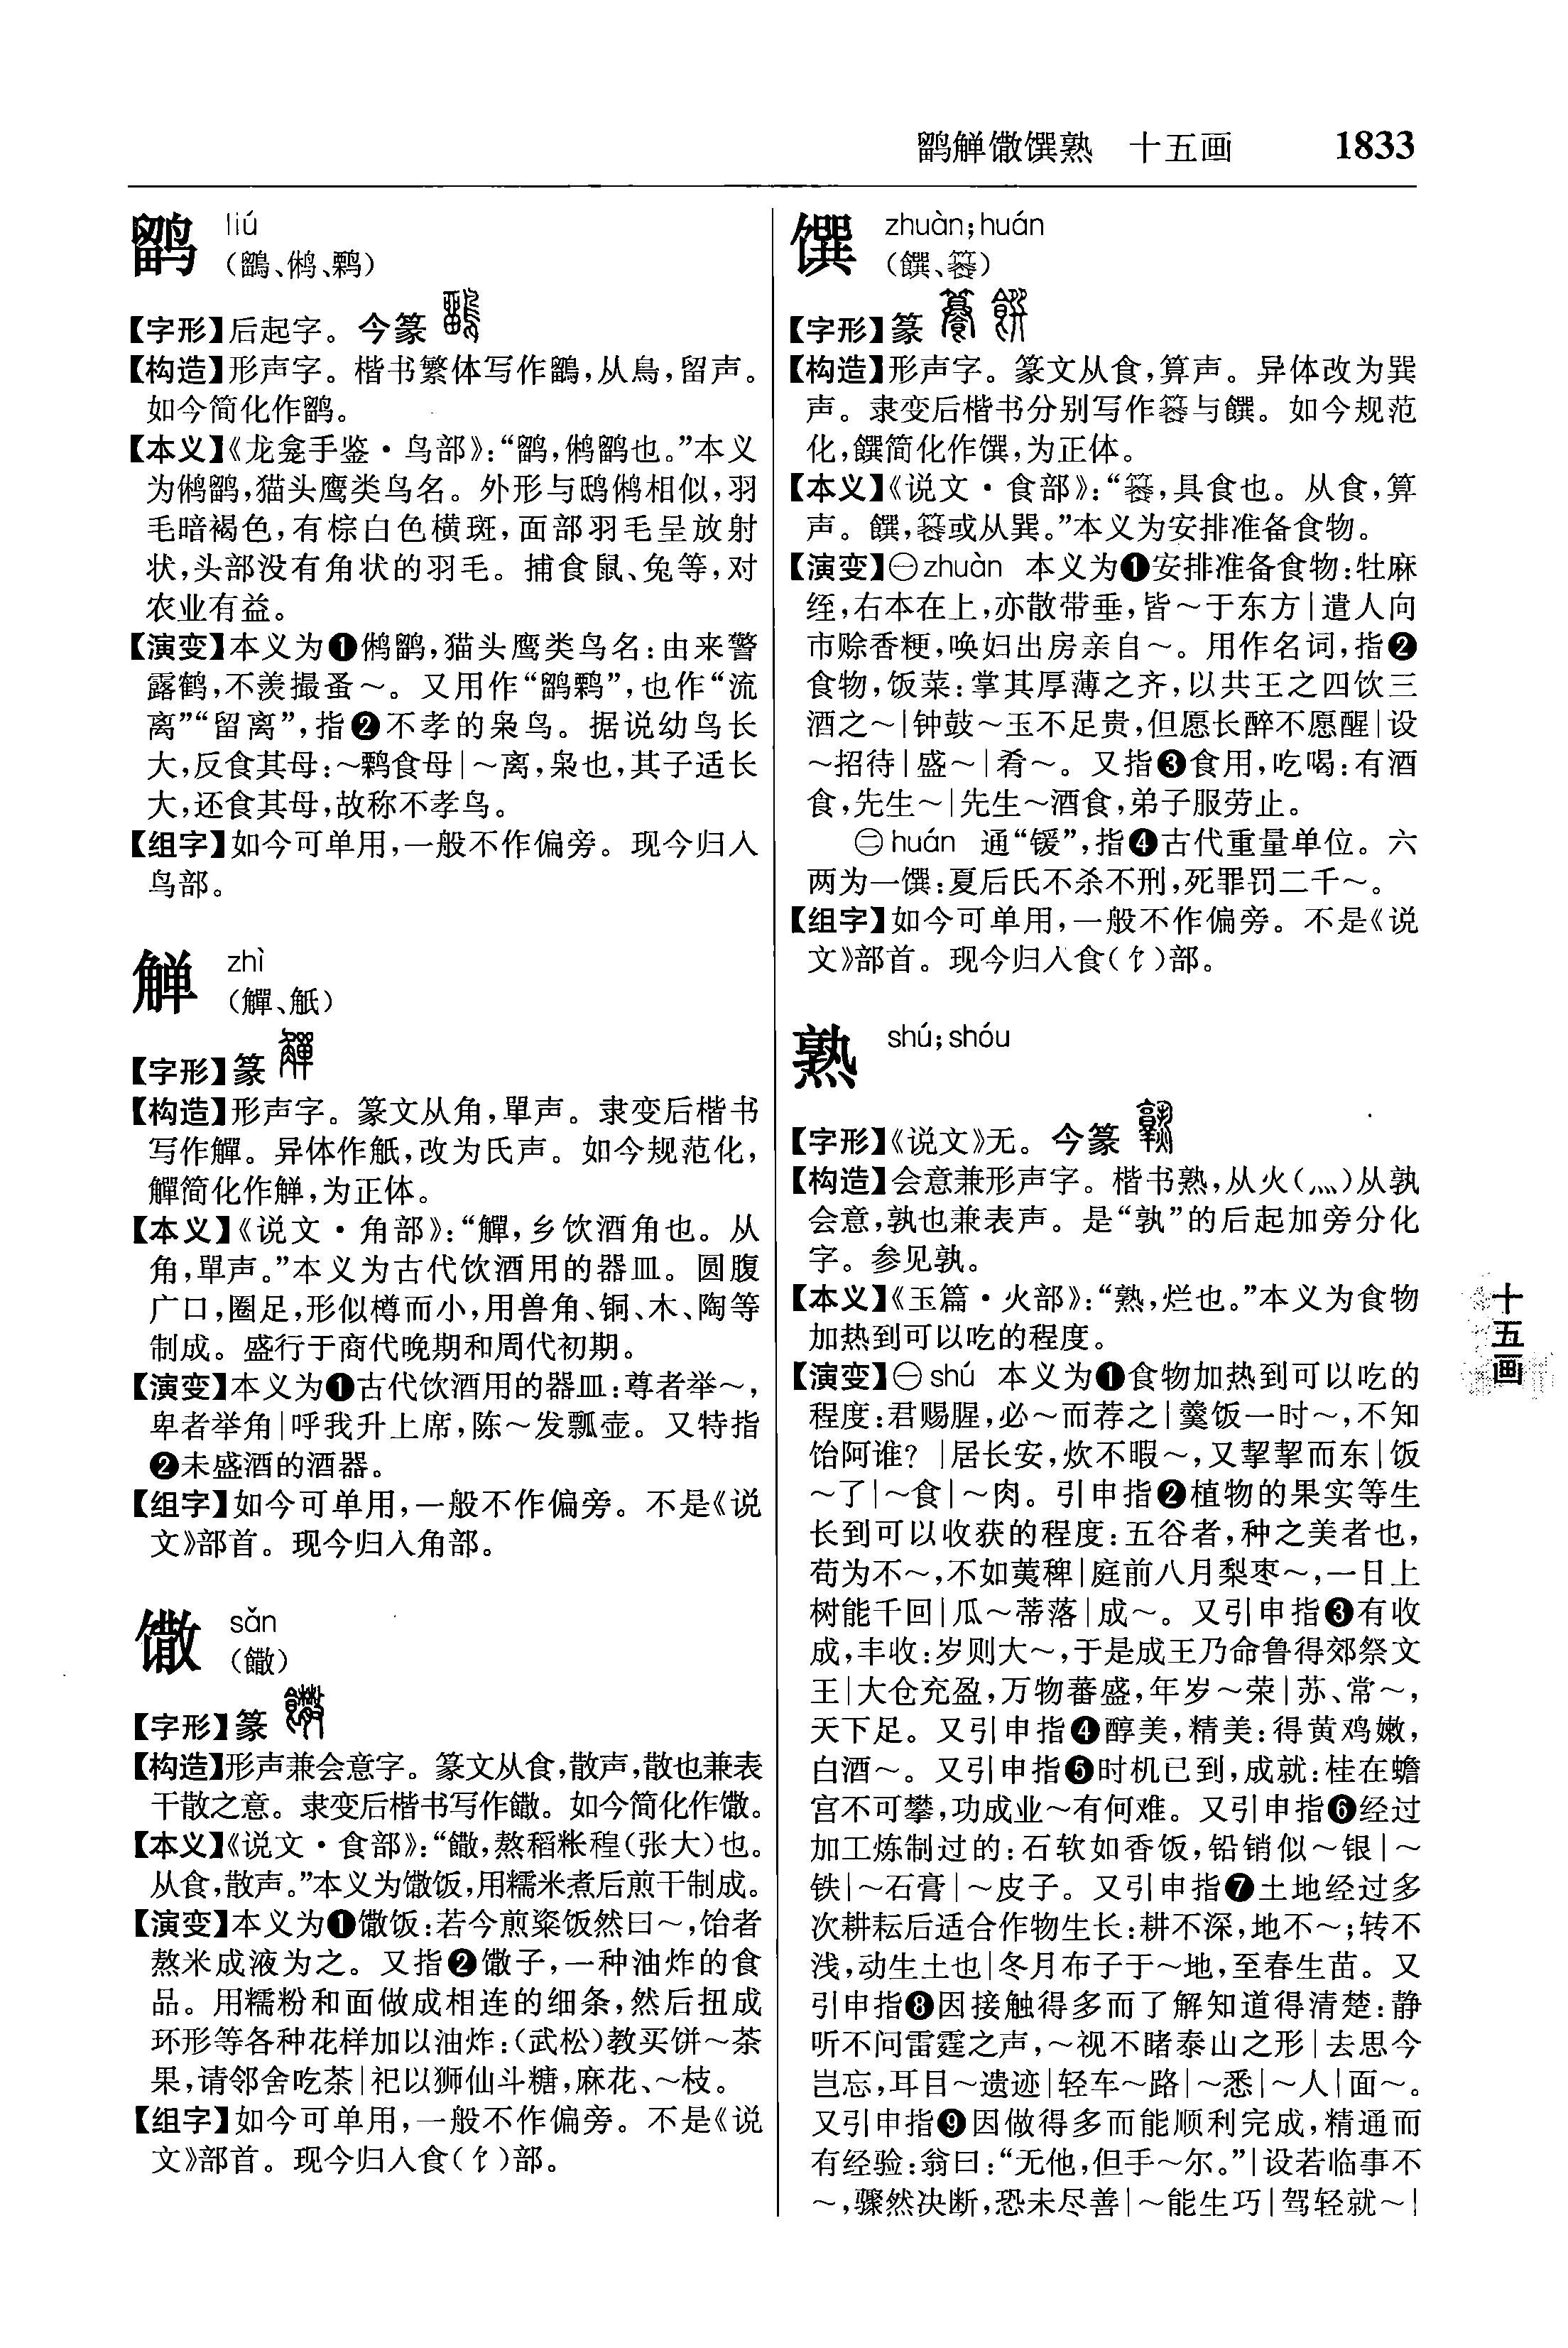 鹠觯馓馔熟　十五画　1833
鹠 liú
（鶹、鸺、鹠）
【字形】后起字。今篆
【构造】形声字。楷书繁体写作鶹，从鳥，留声。
如今简化作鹠。
【本义】《龙龛手鉴·鸟部》：“鹠，鸺鹠也。”本义
为鸺鹠，猫头鹰类鸟名。外形与鸱鸺相似，羽
毛暗褐色，有棕白色横斑，面部羽毛呈放射
状，头部没有角状的羽毛。捕食鼠、兔等，对
农业有益。
【演变】本义为❶鸺鹠，猫头鹰类鸟名：由来警
露鹤，不羡撮蚤～。又用作“鹠鹂”，也作“流
离”“留离”，指❷不孝的枭鸟。据说幼鸟长
大，反食其母：～鹂食母｜～离，枭也，其子适长
大，还食其母，故称不孝鸟。
【组字】如今可单用，一般不作偏旁。现今归入
鸟部。
觯 zhì
（觶、觗）
【字形】篆
【构造】形声字。篆文从角，單声。隶变后楷书
写作觶。异体作觗，改为氏声。如今规范化，
觶简化作觯，为正体。
【本义】《说文·角部》：“觶，乡饮酒角也。从
角，單声。”本义为古代饮酒用的器皿。圆腹
广口，圈足，形似樽而小，用兽角、铜、木、陶等
制成。盛行于商代晚期和周代初期。
【演变】本义为❶古代饮酒用的器皿：尊者举～，
卑者举角｜呼我升上席，陈～发瓢壶。又特指
❷未盛酒的酒器。
【组字】如今可单用，一般不作偏旁。不是《说
文》部首。现今归入角部。
馓 sǎn
（饊）
【字形】篆
【构造】形声兼会意字。篆文从食，散声，散也兼表
干散之意。隶变后楷书写作饊。如今简化作馓。
【本义】《说文·食部》：“饊，熬稻粻䅣（张大）也。
从食，散声。”本义为馓饭，用糯米煮后煎干制成。
【演变】本义为❶馓饭：若今煎粢饭然曰～，饴者
熬米成液为之。又指❷馓子，一种油炸的食
品。用糯粉和面做成相连的细条，然后扭成
环形等各种花样加以油炸：（武松）教买饼～茶
果，请邻舍吃茶｜祀以狮仙斗糖，麻花、～枝。
【组字】如今可单用，一般不作偏旁。不是《说
文》部首。现今归入食（饣）部。
馔 zhuàn；huán
（饌、籑）
【字形】篆
【构造】形声字。篆文从食，算声。异体改为巽
声。隶变后楷书分别写作籑与饌。如今规范
化，饌简化作馔，为正体。
【本义】《说文·食部》：“籑，具食也。从食，算
声。饌，籑或从巽。”本义为安排准备食物。
【演变】㊀zhuàn　本义为❶安排准备食物：牡麻
绖，右本在上，亦散带垂，皆～于东方｜遣人向
市赊香粳，唤妇出房亲自～。用作名词，指❷
食物，饭菜：掌其厚薄之齐，以共王之四饮三
酒之～｜钟鼓～玉不足贵，但愿长醉不愿醒｜设
～招待｜盛～｜肴～。又指❸食用，吃喝：有酒
食，先生～｜先生～酒食，弟子服劳止。
㊁huán　通“锾”，指❹古代重量单位。六
两为一馔：夏后氏不杀不刑，死罪罚二千～。
【组字】如今可单用，一般不作偏旁。不是《说
文》部首。现今归入食（饣）部。
熟 shú；shóu
【字形】《说文》无。今篆
【构造】会意兼形声字。楷书熟，从火（灬）从孰
会意，孰也兼表声。是“孰”的后起加旁分化
字。参见孰。
【本义】《玉篇·火部》：“熟，烂也。”本义为食物
加热到可以吃的程度。
【演变】㊀shú　本义为❶食物加热到可以吃的
程度：君赐腥，必～而荐之｜羹饭一时～，不知
饴阿谁？｜居长安，炊不暇～，又挈挈而东｜饭
～了｜～食｜～肉。引申指❷植物的果实等生
长到可以收获的程度：五谷者，种之美者也，
苟为不～，不如荑稗｜庭前八月梨枣～，一日上
树能千回｜瓜～蒂落｜成～。又引申指❸有收
成，丰收：岁则大～，于是成王乃命鲁得郊祭文
王｜大仓充盈，万物蕃盛，年岁～荣｜苏、常～，
天下足。又引申指❹醇美，精美：得黄鸡嫩，
白酒～。又引申指❺时机已到，成就：桂在蟾
宫不可攀，功成业～有何难。又引申指❻经过
加工炼制过的：石软如香饭，铅销似～银｜～
铁｜～石膏｜～皮子。又引申指❼土地经过多
次耕耘后适合作物生长：耕不深，地不～；转不
浅，动生土也｜冬月布子于～地，至春生苗。又
引申指❽因接触得多而了解知道得清楚：静
听不问雷霆之声，～视不睹泰山之形｜去思今
岂忘，耳目～遗迹｜轻车～路｜～悉｜～人｜面～。
又引申指❾因做得多而能顺利完成，精通而
有经验：翁曰：“无他，但手～尔。”｜设若临事不
～，骤然决断，恐未尽善｜～能生巧｜驾轻就～｜
十五画